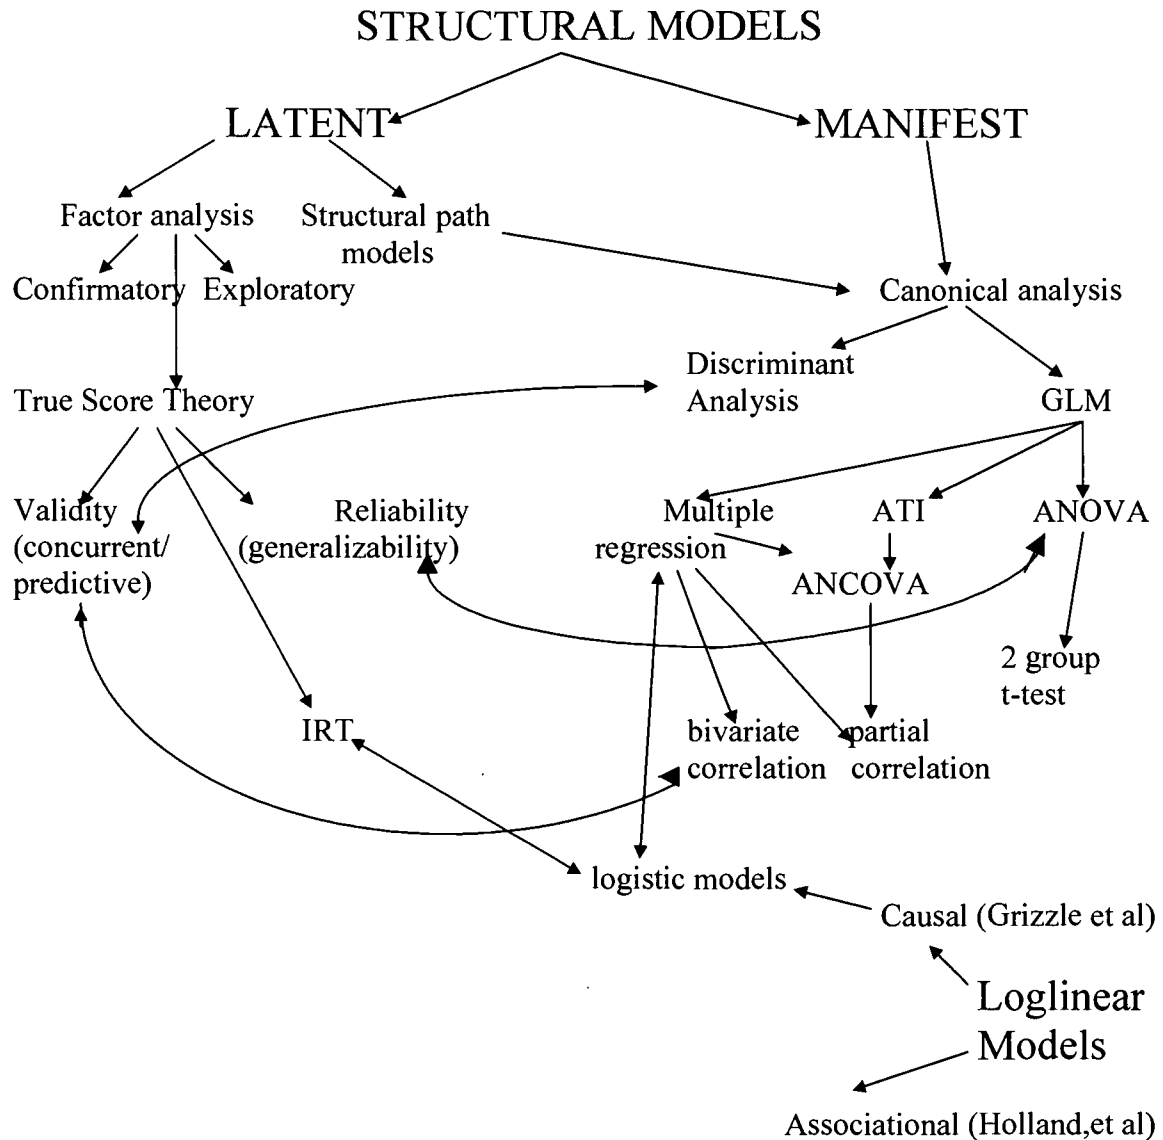 STRUCTURAL MODELS
LATENT
MANIFEST
Factor analysis
Structural path
models
Confirmatory
Exploratory
Canonical analysis
Discriminant
Analysis
True Score Theory
GLM
Validity
(concurrent/
predictive)
Reliability
(generalizability)
Multiple
regression
ATI
ANOVA
ANCOVA
2 group
t-test
IRT
bivariate
correlation
partial
correlation
logistic models
Causal (Grizzle et al)
Loglinear
Models
Associational (Holland,et al)